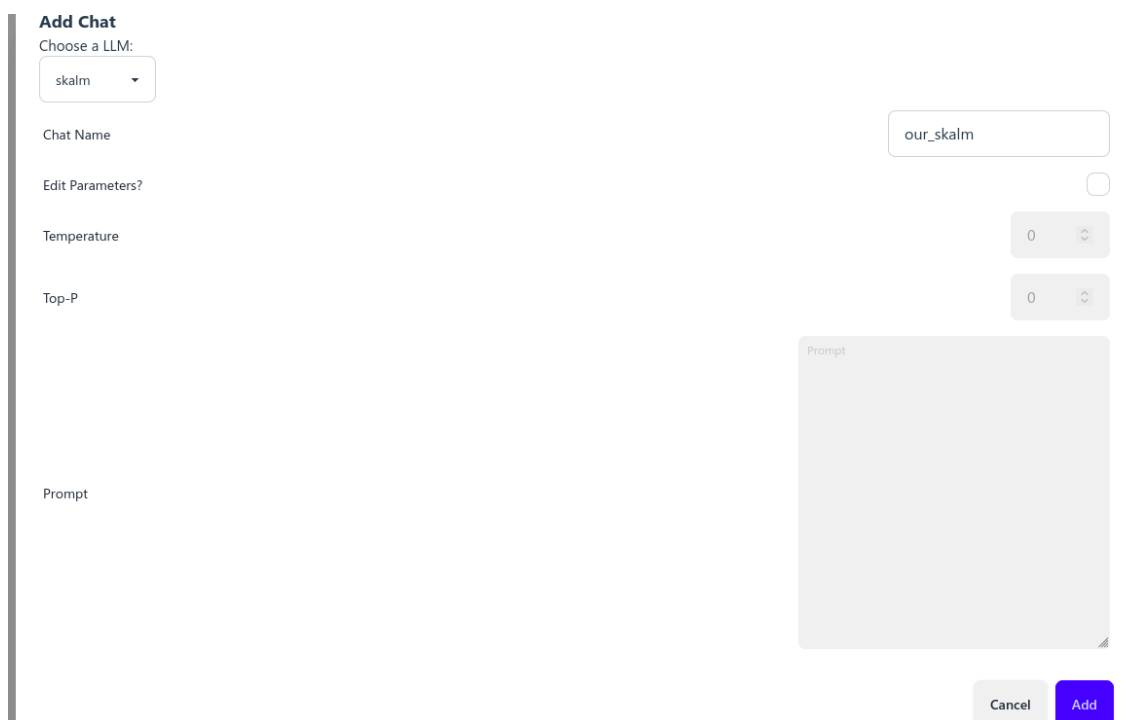 Add Chat
Choose a LLM:
skalm
Chat Name
our_skalm
Edit Parameters?
Temperature
0
Top-P
0
Prompt
Prompt
Cancel
Add